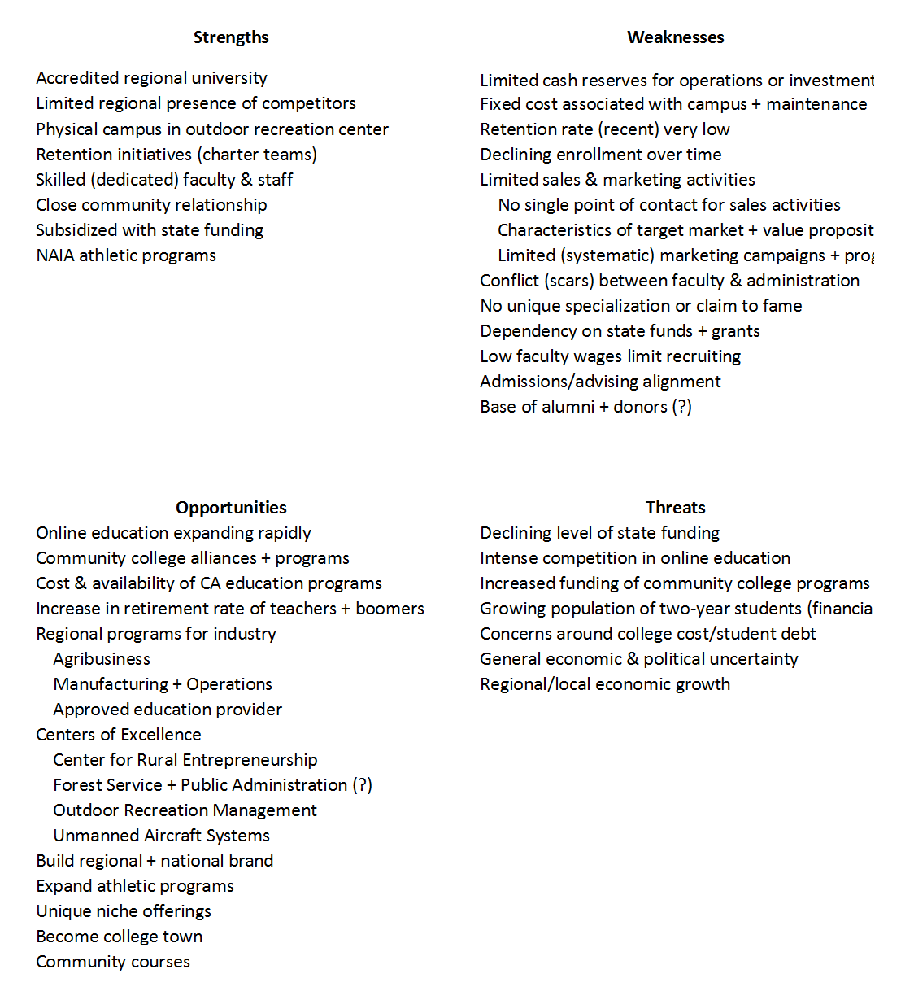 Strengths
Accredited regional university
Limited regional presence of competitors
Physical campus in outdoor recreation center
Retention initiatives (charter teams)
Skilled (dedicated) faculty & staff
Close community relationship
Subsidized with state funding
NAIA athletic programs
Weaknesses
Limited cash reserves for operations or investment
Fixed cost associated with campus + maintenance
Retention rate (recent) very low
Declining enrollment over time
Limited sales & marketing activities
No single point of contact for sales activities
Characteristics of target market + value proposit
Limited (systematic) marketing campaigns + prog
Conflict (scars) between faculty & administration
No unique specialization or claim to fame
Dependency on state funds + grants
Low faculty wages limit recruiting
Admissions/advising alignment
Base of alumni + donors (?)
Opportunities
Online education expanding rapidly
Community college alliances + programs
Cost & availability of CA education programs
Increase in retirement rate of teachers + boomers
Regional programs for industry
Agribusiness
Manufacturing + Operations
Approved education provider
Centers of Excellence
Center for Rural Entrepreneurship
Forest Service + Public Administration (?)
Outdoor Recreation Management
Unmanned Aircraft Systems
Build regional + national brand
Expand athletic programs
Unique niche offerings
Become college town
Community courses
Threats
Declining level of state funding
Intense competition in online education
Increased funding of community college programs
Growing population of two-year students (financia
Concerns around college cost/student debt
General economic & political uncertainty
Regional/local economic growth